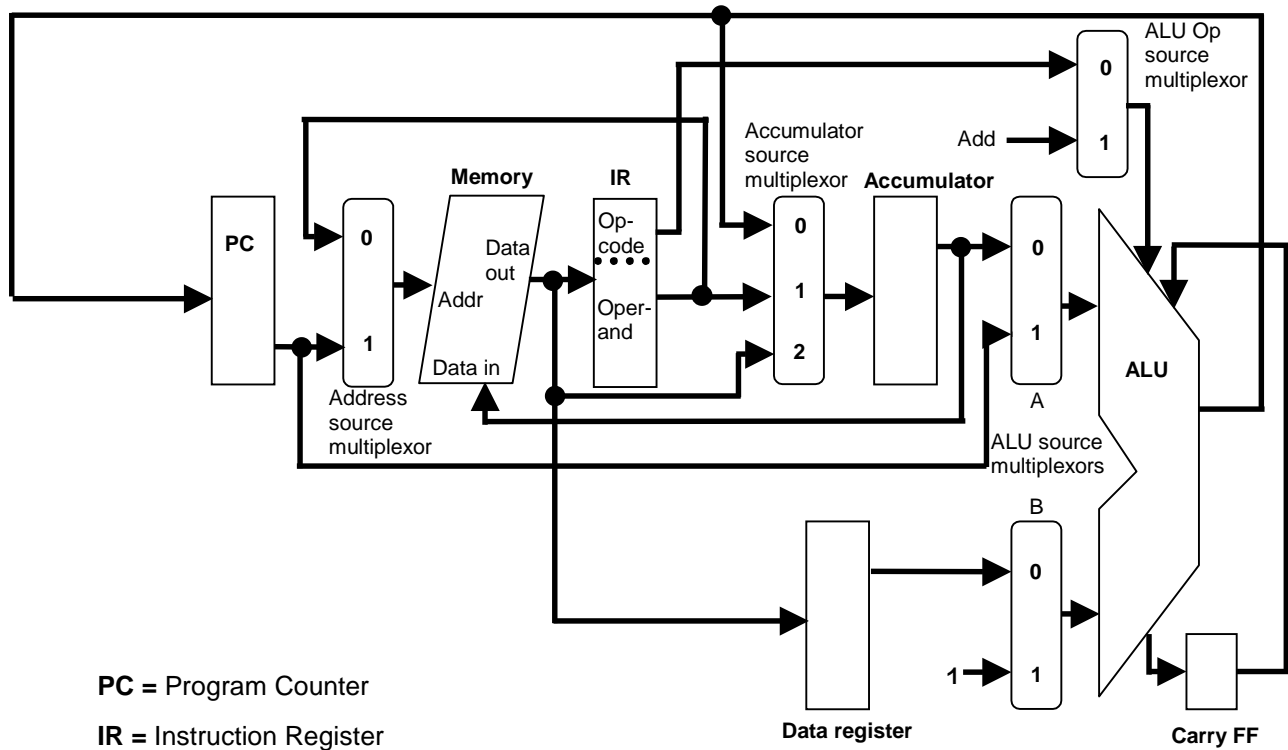 ALU Op
source
multiplexor
0
Add
1
Accumulator
source
multiplexor
Memory
IR
Accumulator
PC
0
1
Address
source
multiplexor
Data
out
Addr
Data in
Op-
code
Oper-
and
0
1
2
0
1
A
ALU source
multiplexors
B
ALU
0
1
1
Data register
Carry FF
PC = Program Counter
IR = Instruction Register